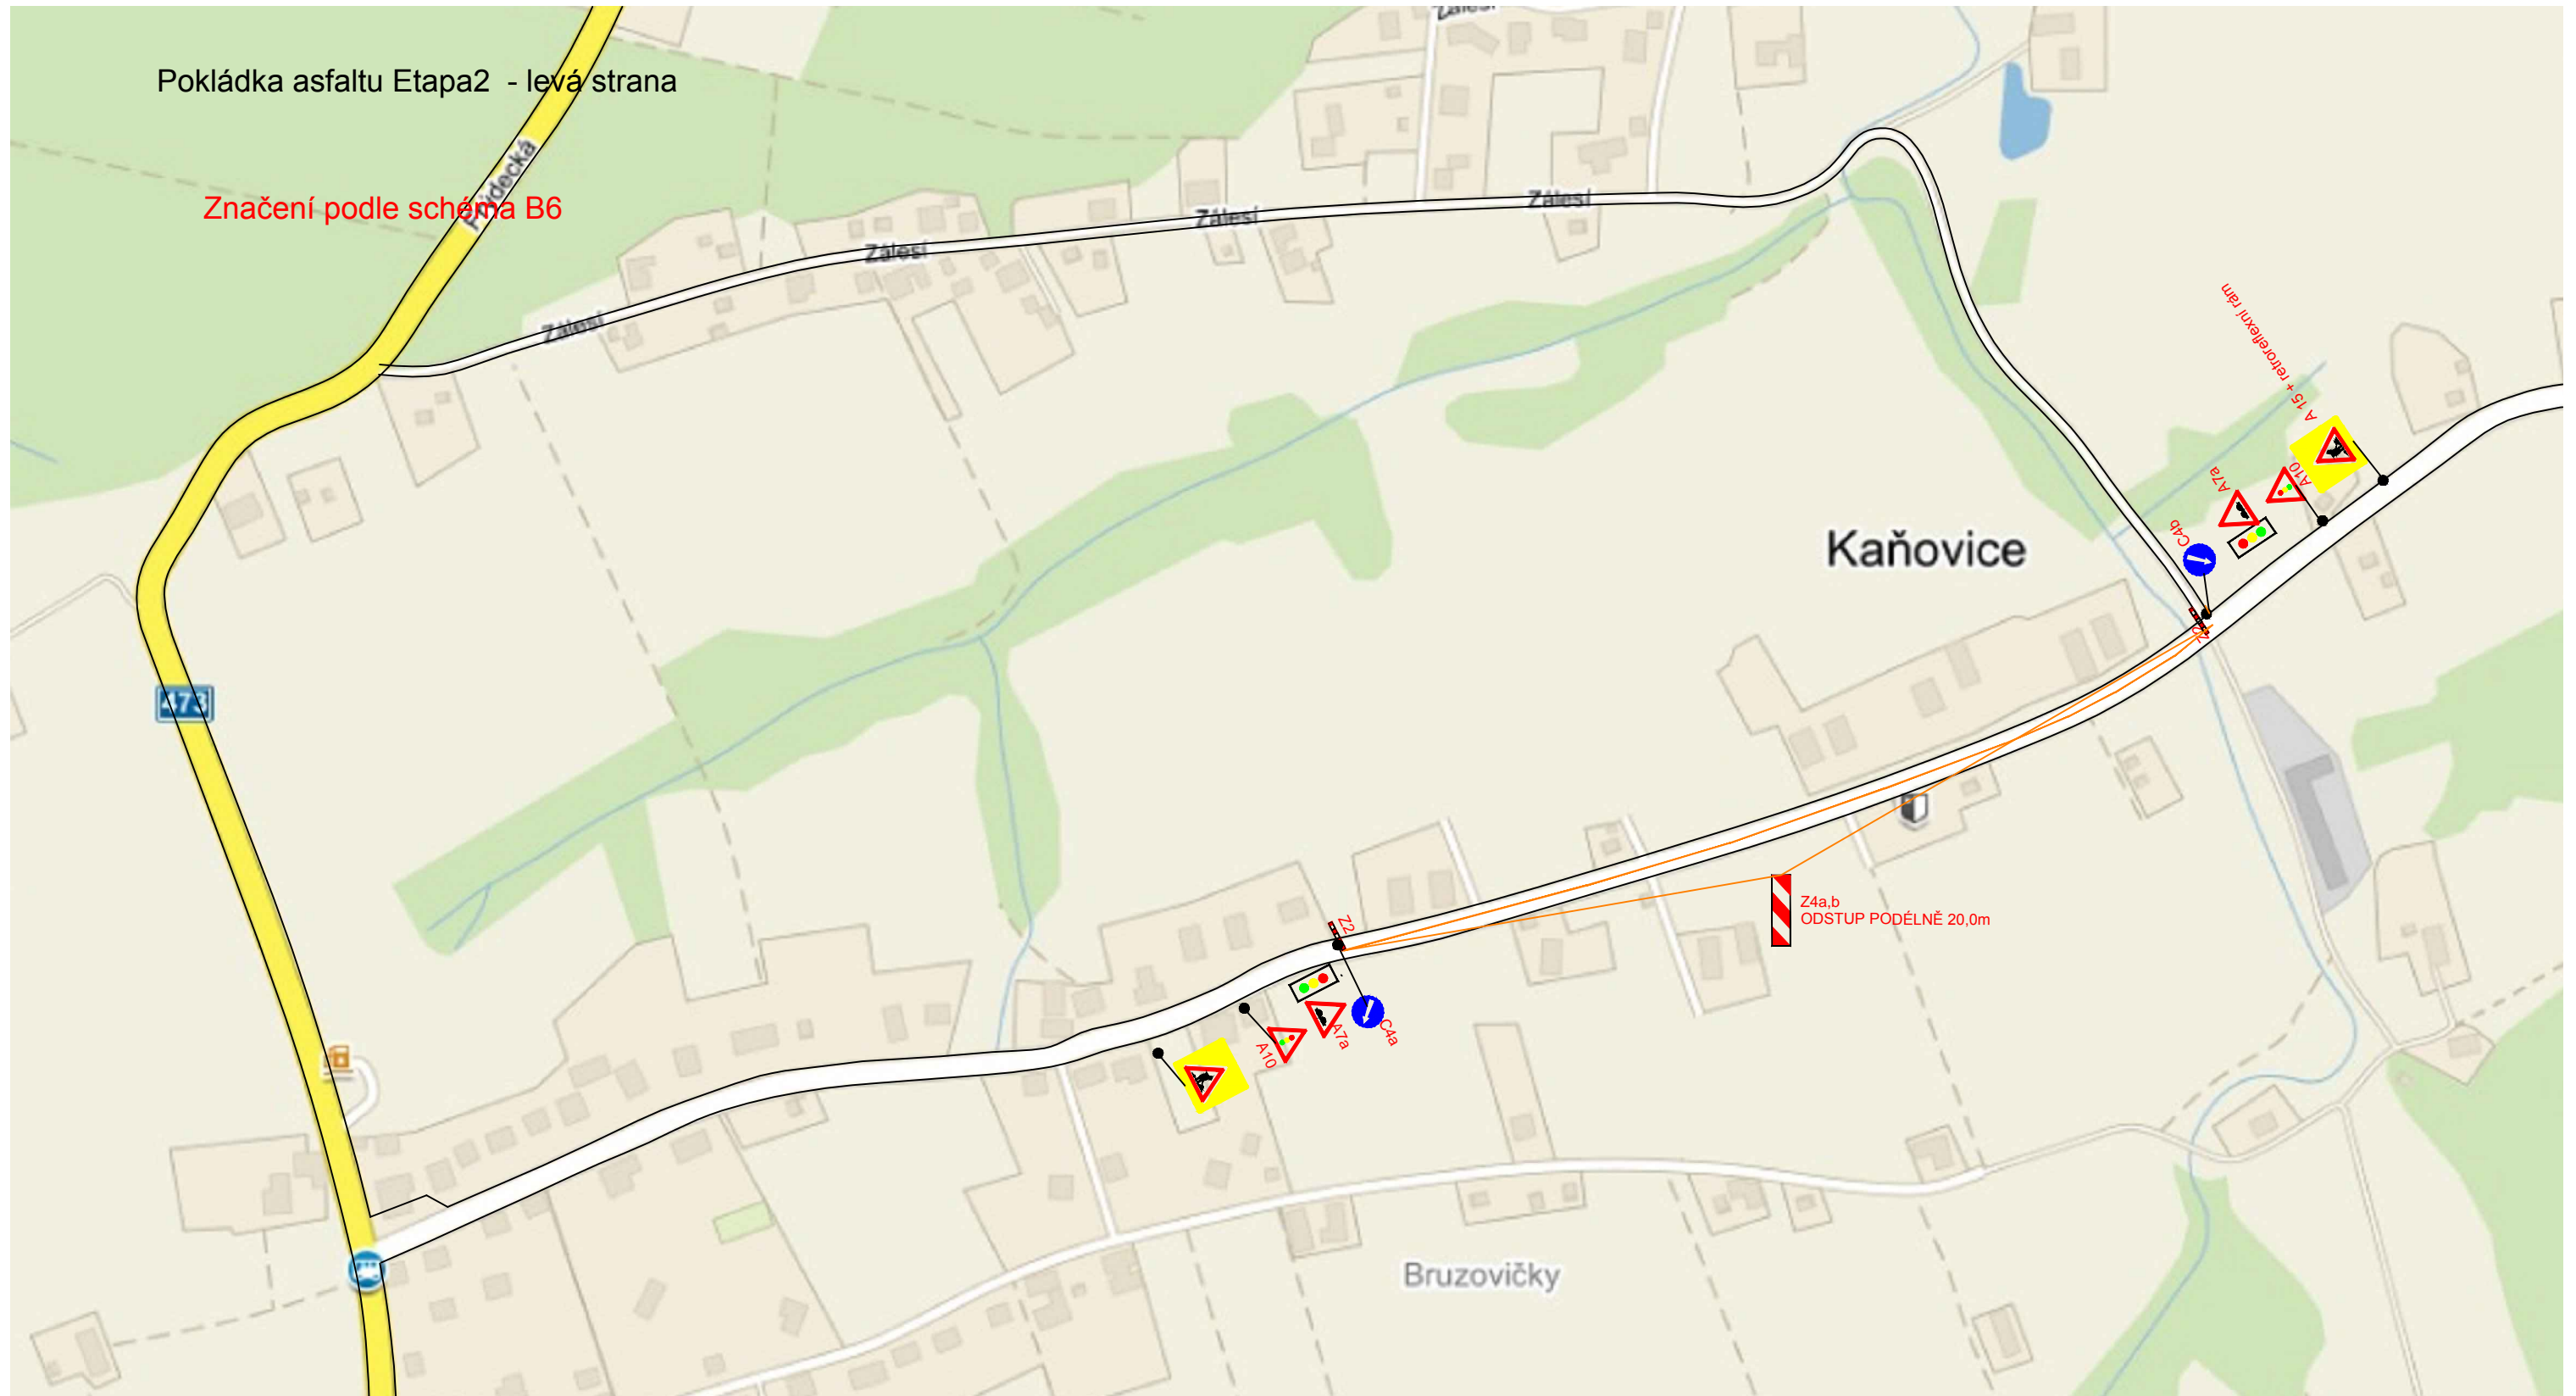 Zálesí
Pokládka asfaltu Etapa2 - levá strana
Frýdecká
Značení podle schéma B6
Zálesí
Zálesí
Zálesí
Zálesí
A 15 + retroreflexní rám
A10
A7a
C4b
Kaňovice
Z2
473
Z4a,b
ODSTUP PODÉLNĚ 20,0m
Z2
C4a
A7a
A10
Bruzovičky